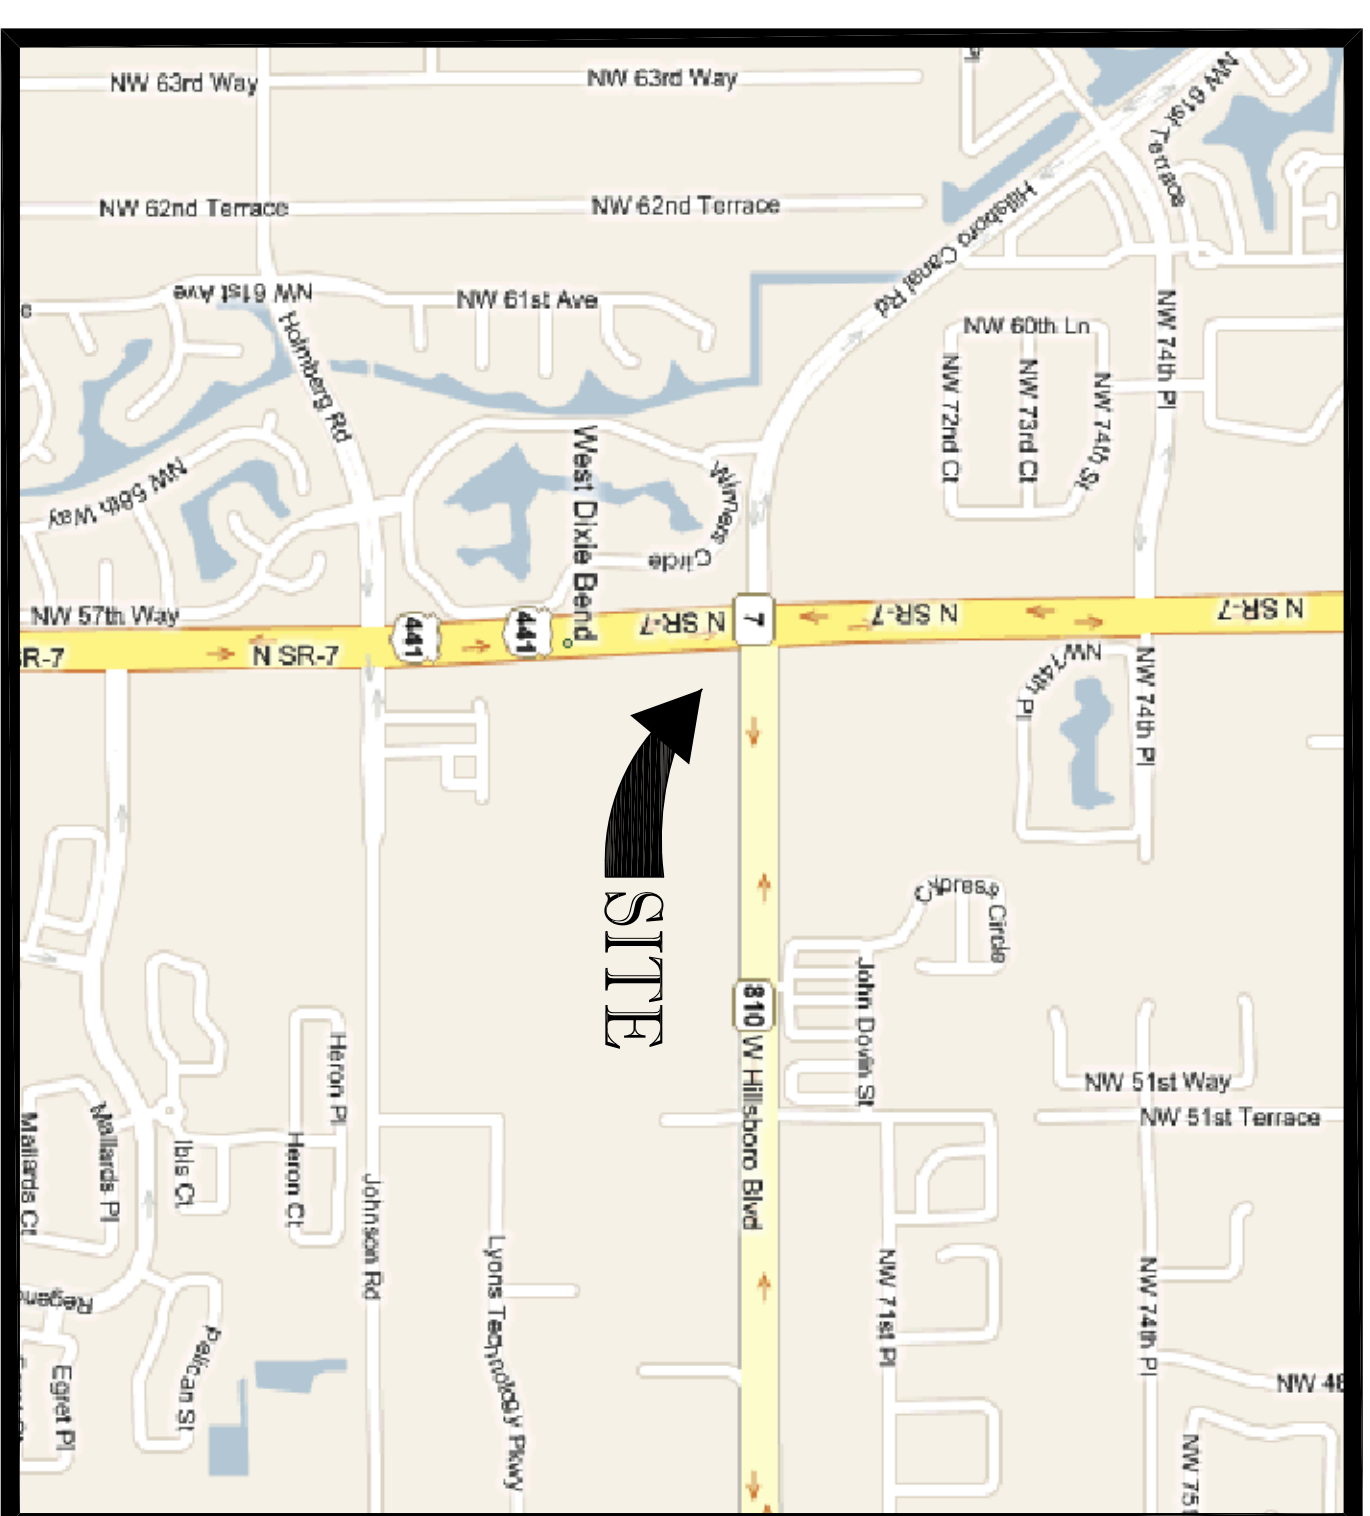 NW 63rd Way
NW 63rd Way
NW 61st Terrace
NW 62nd Terrace
NW 62nd Terrace
Hillsboro Canal Rd
NW 61st Ave
NW 61st Ave
Holmberg Rd
NW 60th Ln
NW 74th Pl
NW 72nd Ct
NW 73rd Ct
NW 74th St
West Dixie Bend
Circle
NW 58th Way
NW 57th Way
441
441
N SR-7
7
N SR-7
N SR-7
R-7
N SR-7
NW 74th Pl
NW 74th Pl
SITE
Cypress Circle
John Dovin St
810
W Hillsboro Blvd
Heron Pl
NW 51st Way
NW 51st Terrace
Mallards Pl
Mallards Ct
Ibis Ct
Heron Ct
Johnson Rd
Lyons Technology Pkwy
NW 71st Pl
NW 74th Pl
Pelican St
Egret Pl
NW 48
NW 75